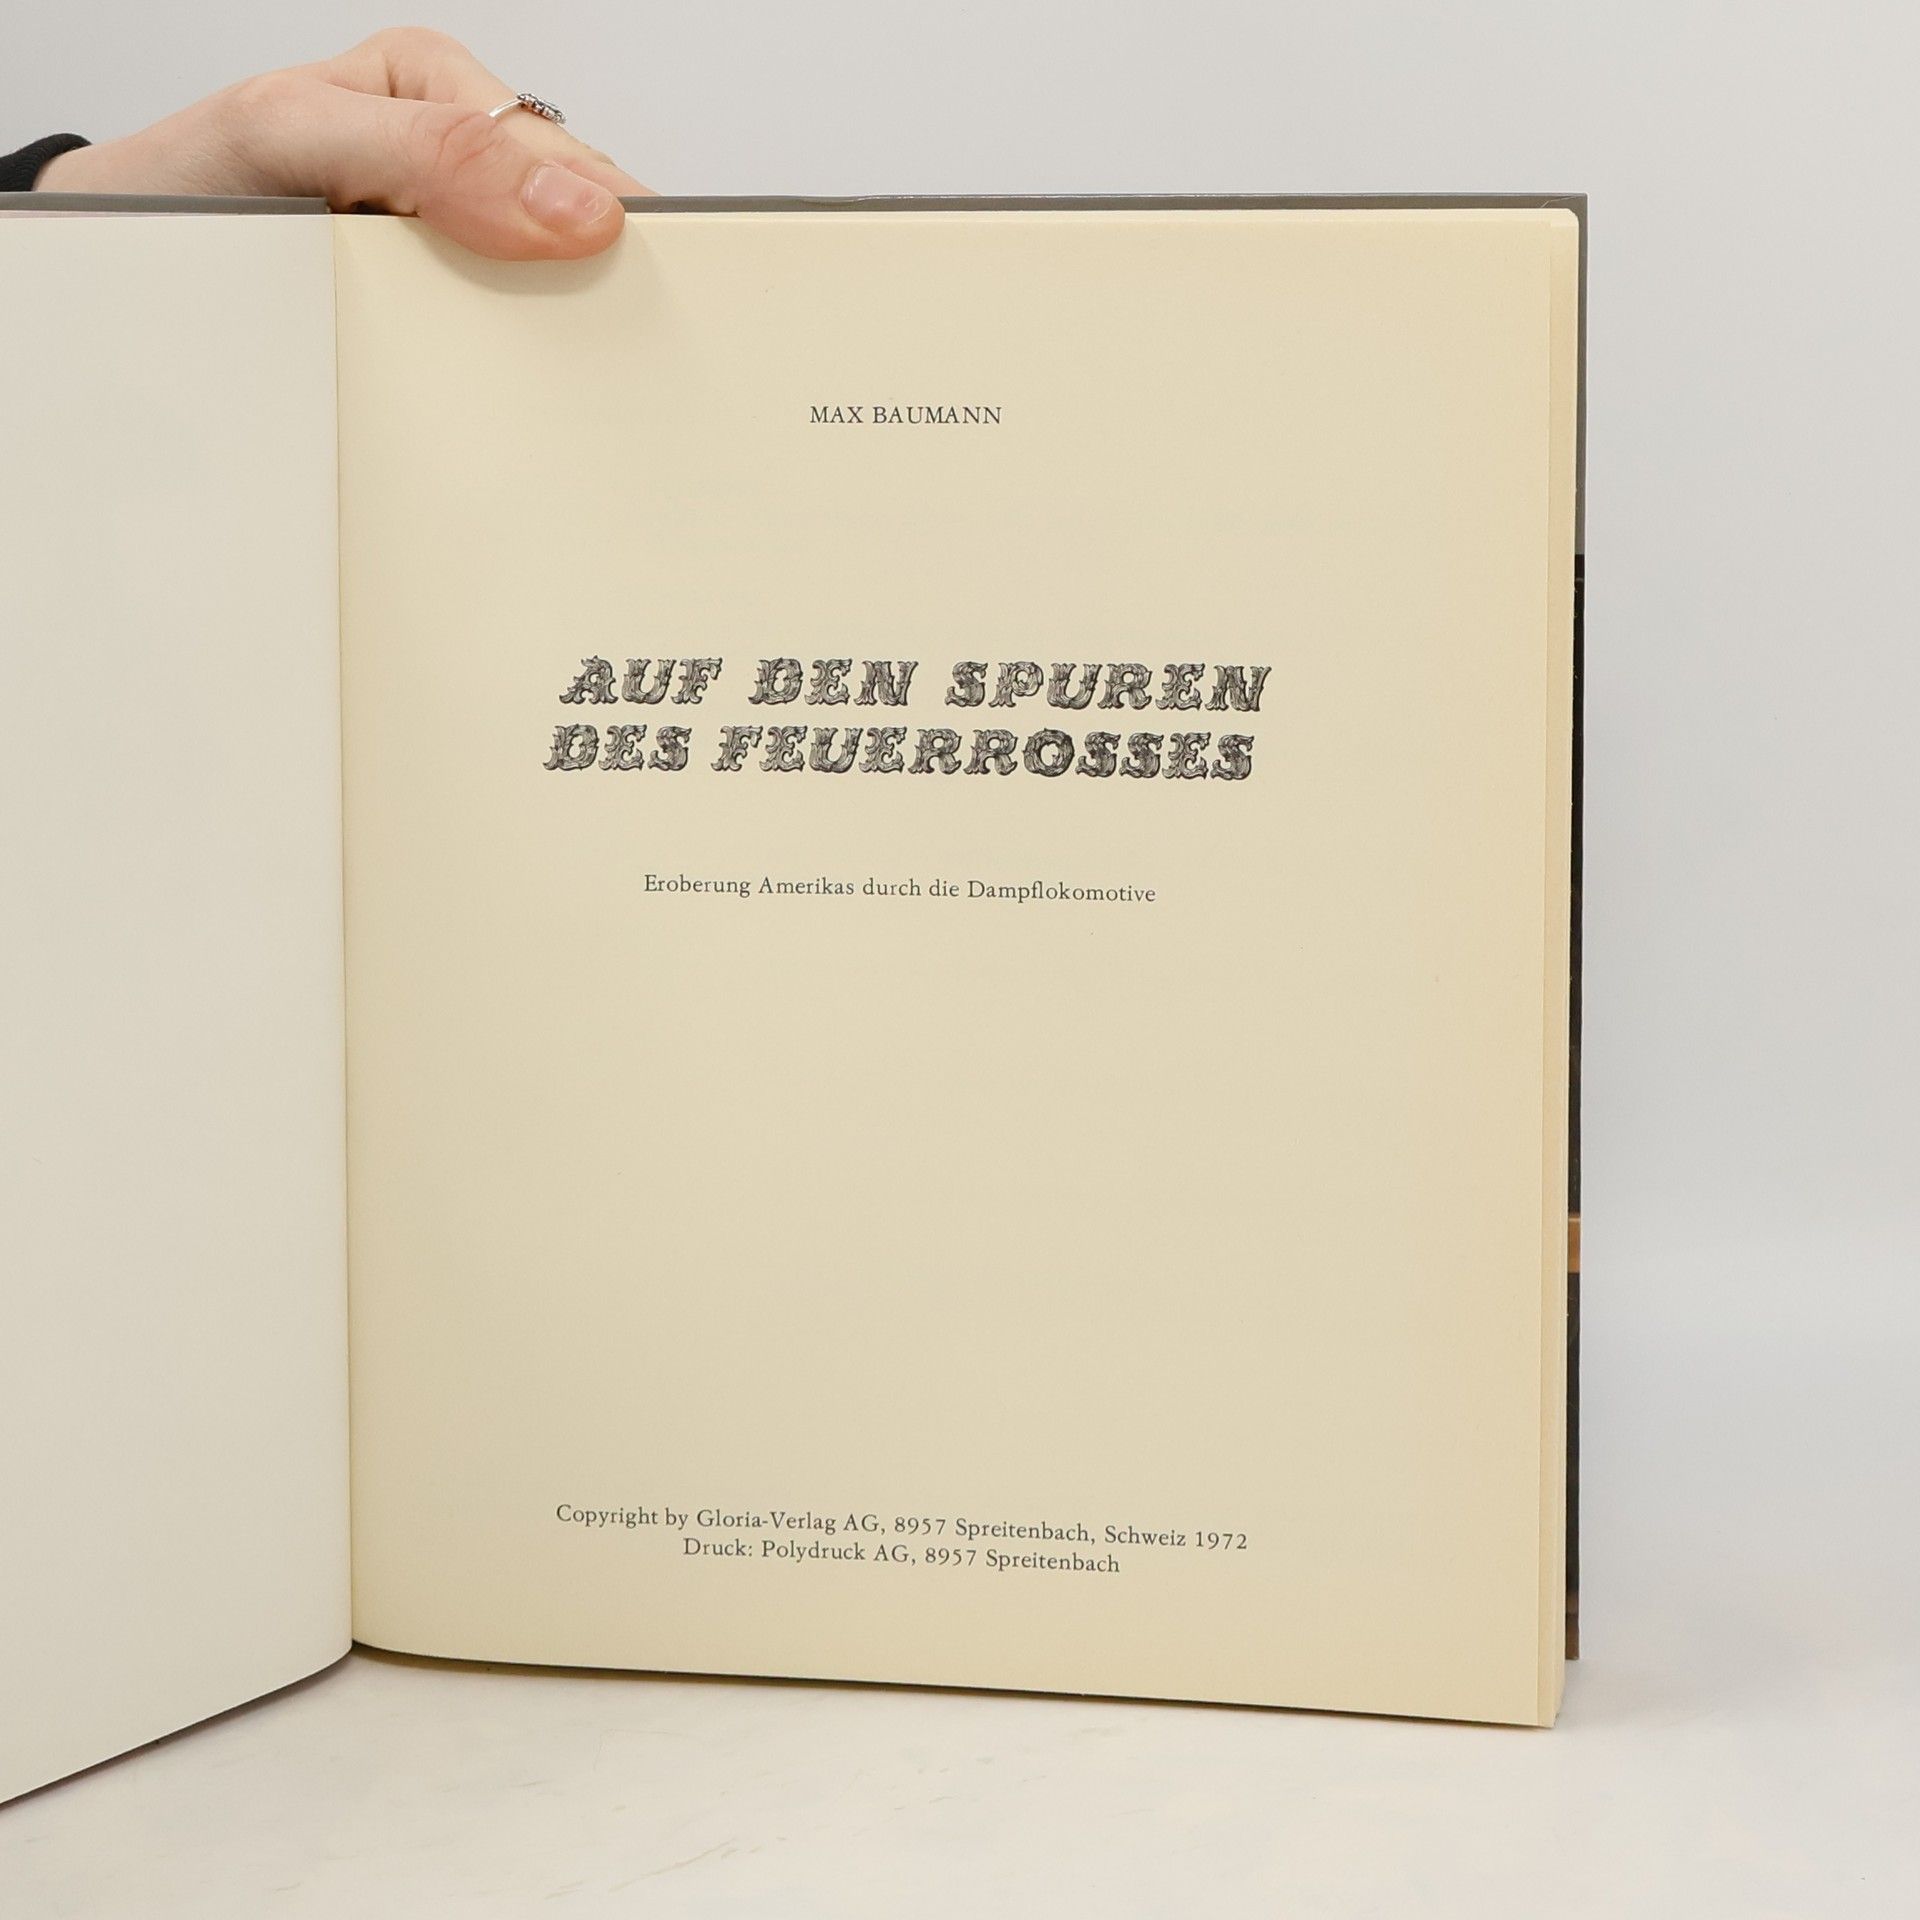 MAX BAUMANN
AUF DEN SPUREN
DES FEUERROSSES
Eroberung Amerikas durch die Dampflokomotive
Copyright by Gloria-Verlag AG, 8957 Spreitenbach, Schweiz 1972
Druck: Polydruck AG, 8957 Spreitenbach